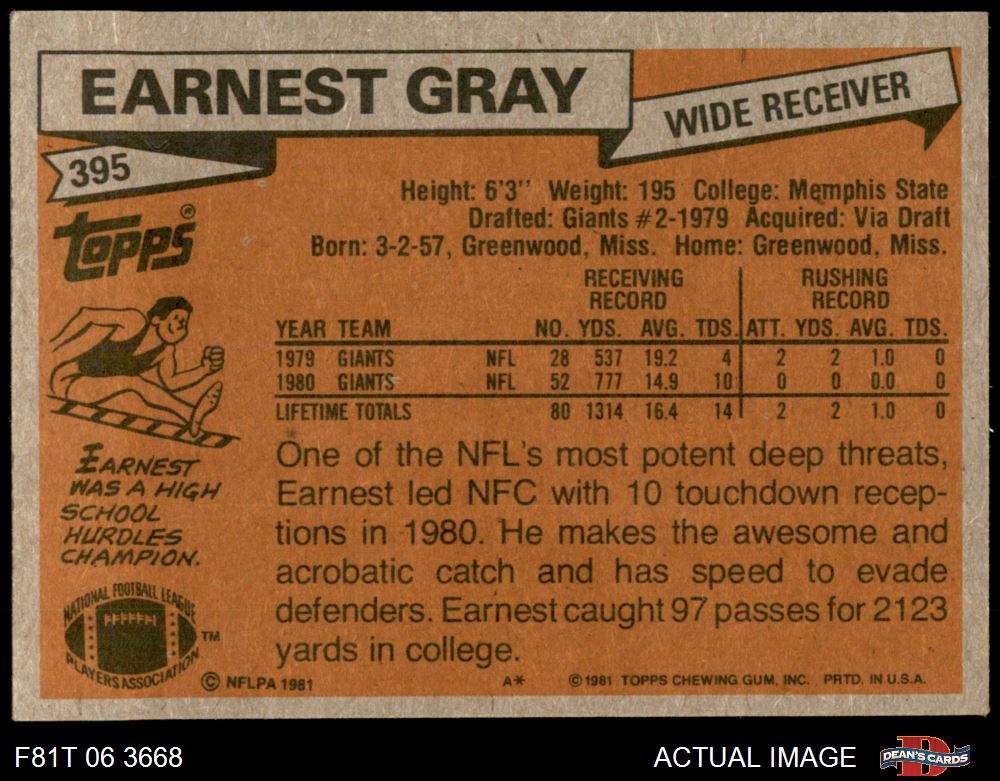 EARNEST GRAY
WIDE RECEIVER
395
Topps®
Height: 6'3'' Weight: 195 College: Memphis State
Drafted: Giants #2-1979 Acquired: Via Draft
Born: 3-2-57, Greenwood, Miss. Home: Greenwood, Miss.
RECEIVING RECORD RUSHING RECORD
YEAR TEAM NO. YDS. AVG. TDS. ATT. YDS. AVG. TDS.
1979 GIANTS NFL 28 537 19.2 4 2 2 1.0 0
1980 GIANTS NFL 52 777 14.9 10 0 0 0.0 0
LIFETIME TOTALS 80 1314 16.4 14 2 2 1.0 0
EARNEST
WAS A HIGH
SCHOOL
HURDLES
CHAMPION.
One of the NFL's most potent deep threats,
Earnest led NFC with 10 touchdown recep-
tions in 1980. He makes the awesome and
acrobatic catch and has speed to evade
defenders. Earnest caught 97 passes for 2123
yards in college.
NATIONAL FOOTBALL LEAGUE
PLAYERS ASSOCIATION
TM
© NFLPA 1981 A* © 1981 TOPPS CHEWING GUM, INC. PRTD. IN U.S.A.
F81T 06 3668 ACTUAL IMAGE DEAN'S CARDS